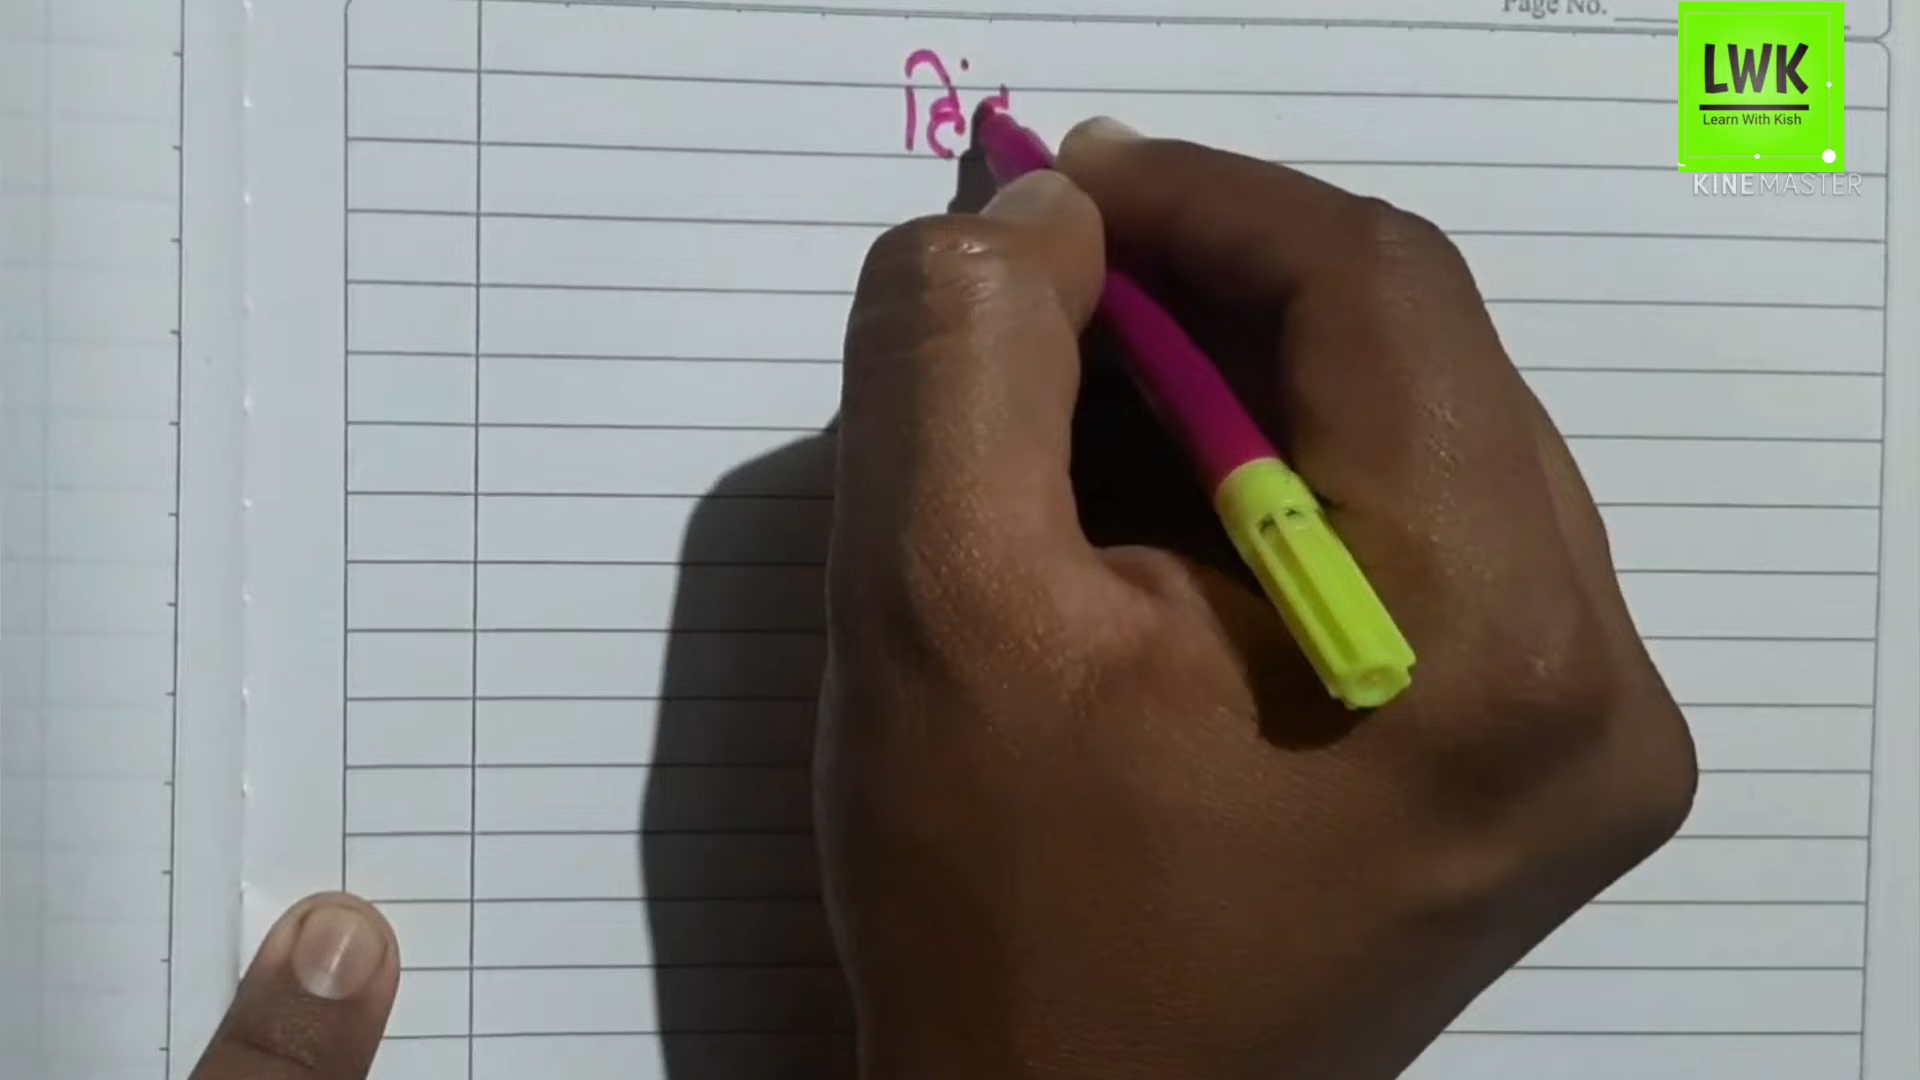 Page No.
हिं
LWK
Learn With Kish
KINEMASTER